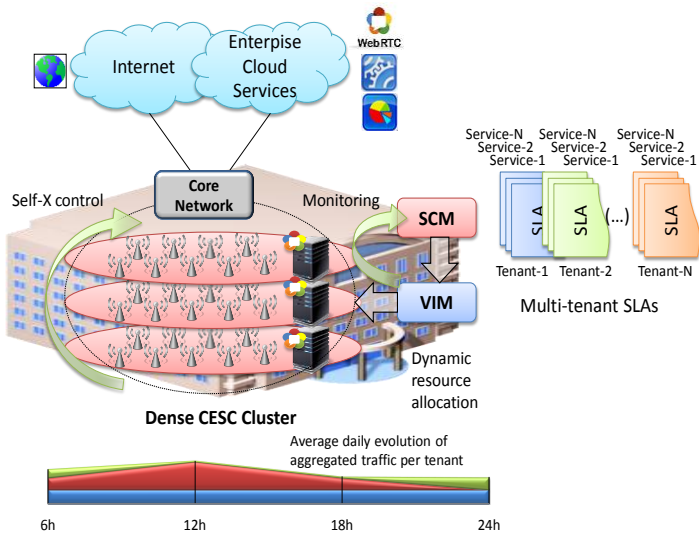 Internet
Enterpise
Cloud
Services
WebRTC
Service-N
Service-2
Service-1
Service-N
Service-2
Service-1
Service-N
Service-2
Service-1
SLA
SLA
(...)
SLA
Tenant-1
Tenant-2
Tenant-N
Multi-tenant SLAs
Self-X control
Core
Network
Monitoring
SCM
VIM
Dynamic
resource
allocation
Dense CESC Cluster
Average daily evolution of
aggregated traffic per tenant
6h
12h
18h
24h